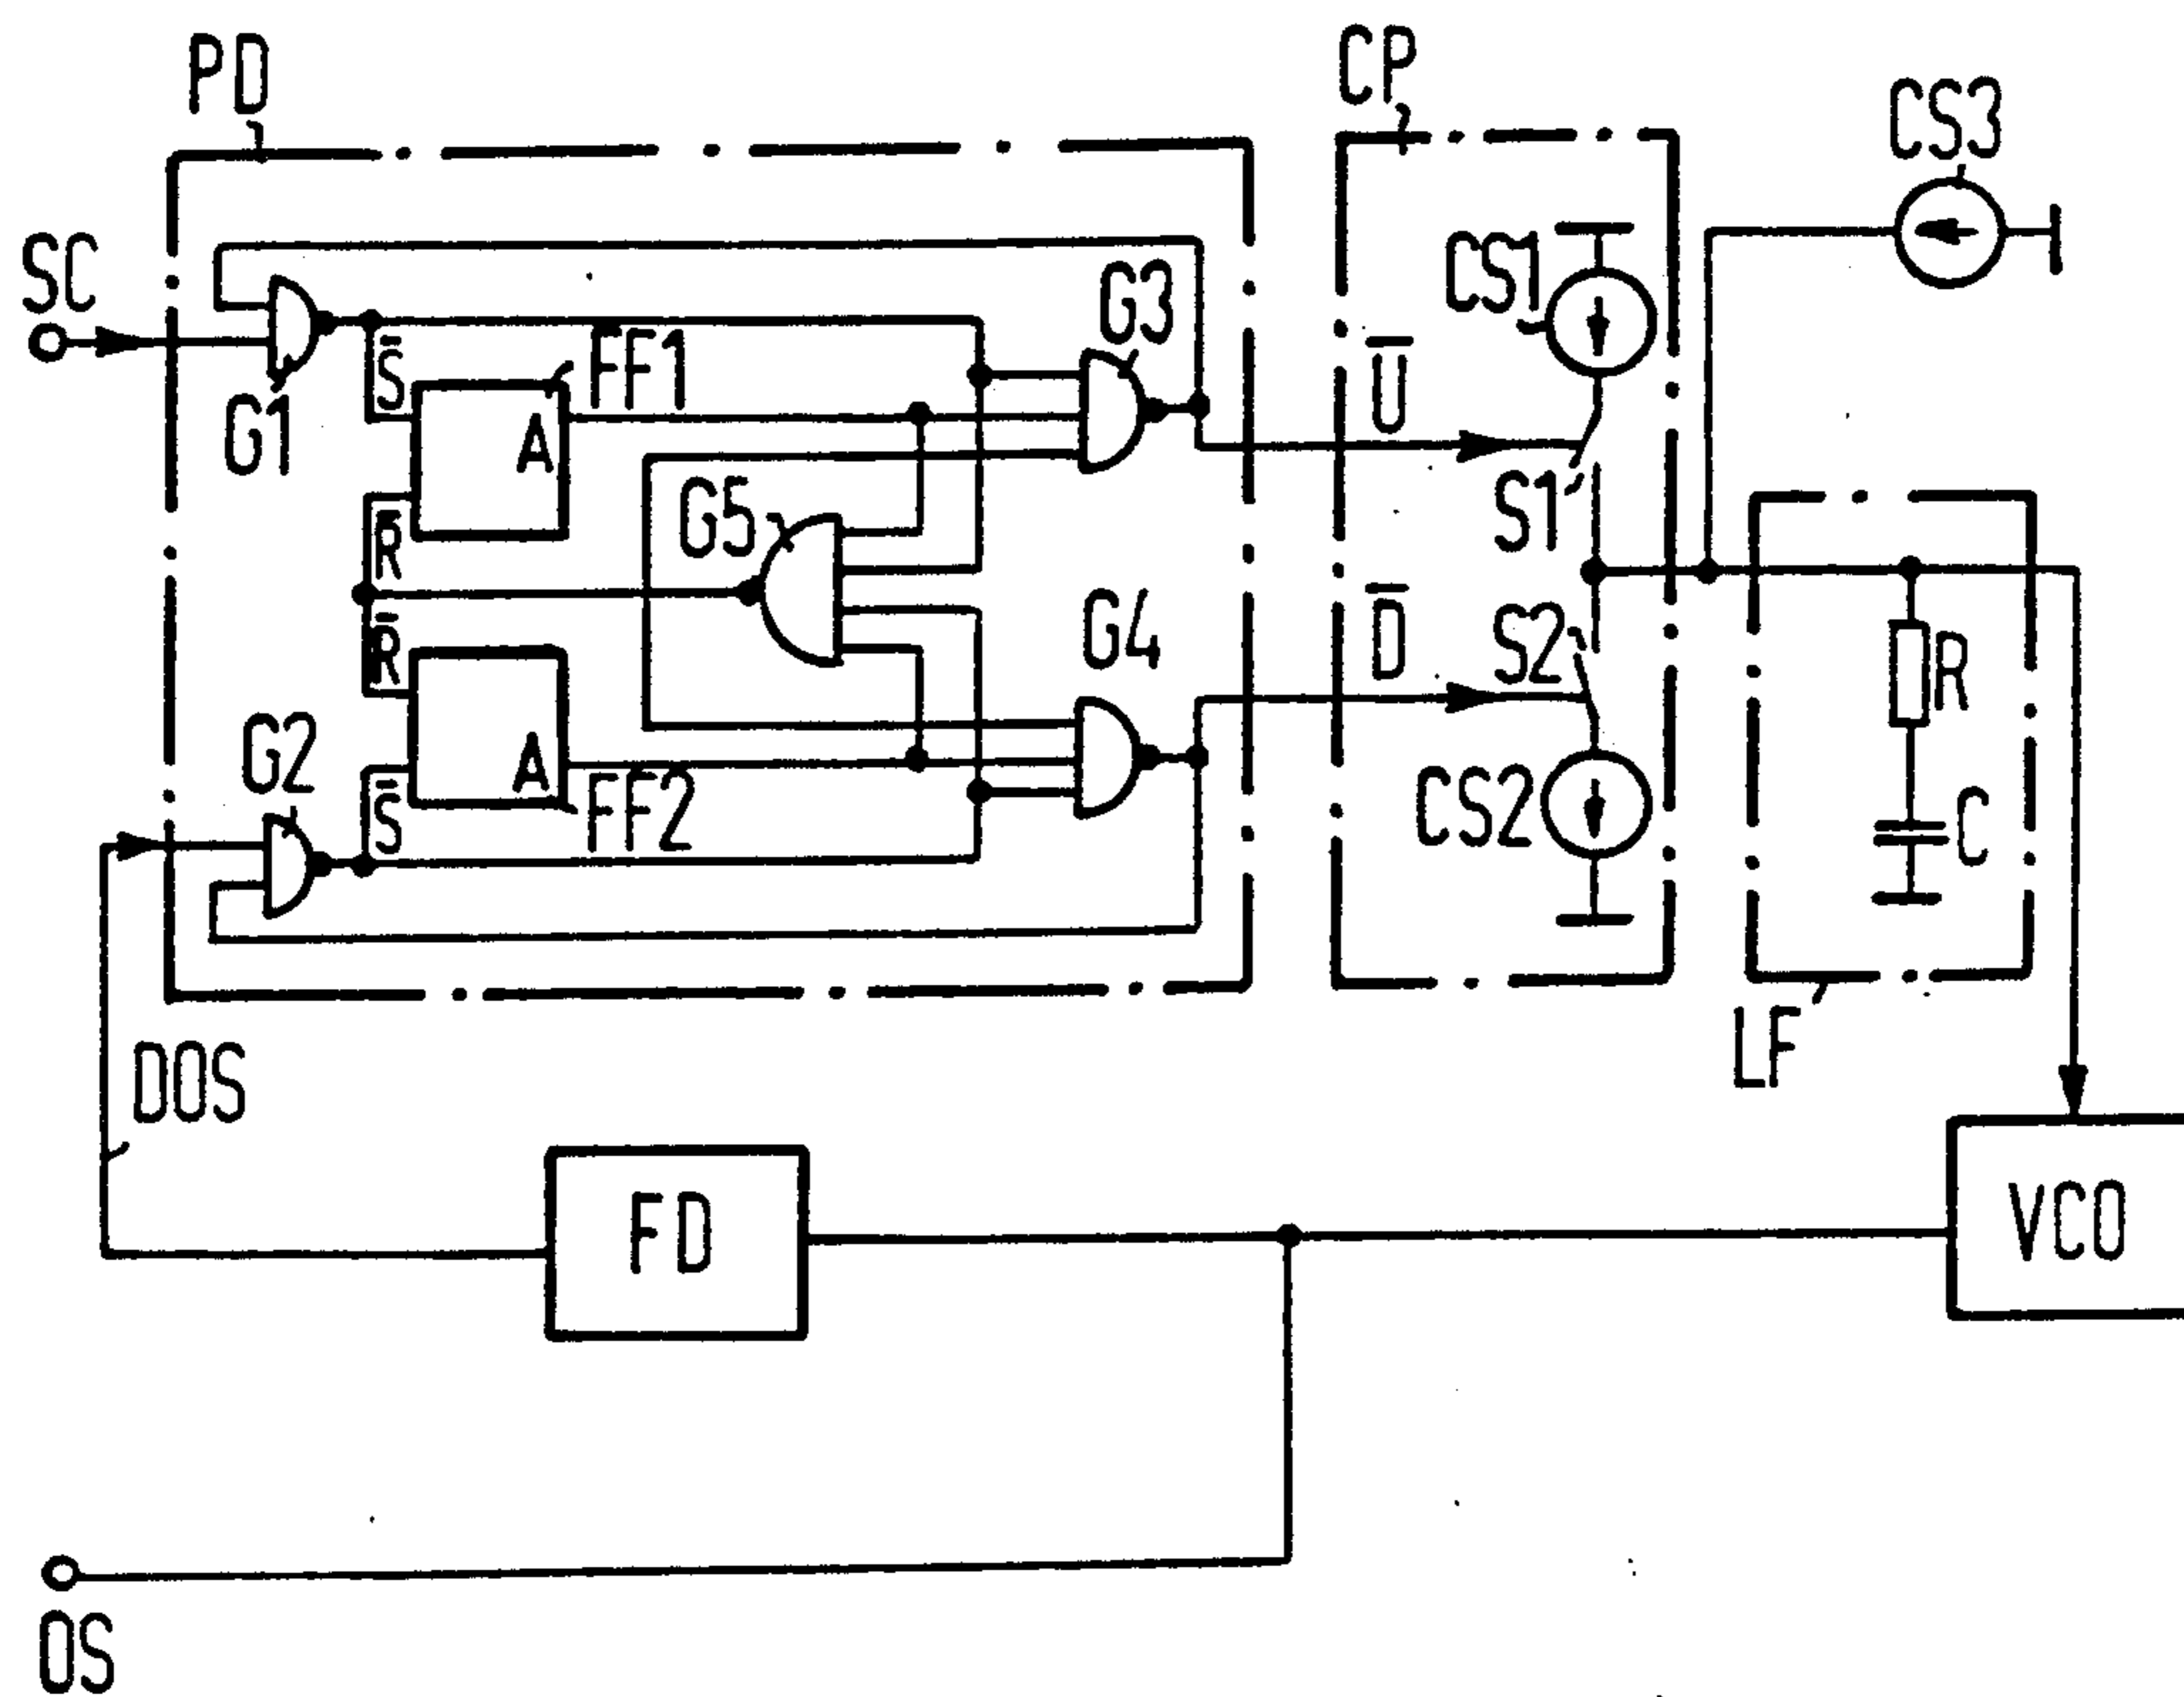 PD
CP
CS3
SC
G3
CS1
S̅
FF1
U̅
G1
A
G5
S1
R̅
R̅
G4
D̅
S2
R
G2
A
FF2
S̅
CS2
C
LF
DOS
FD
VCO
OS